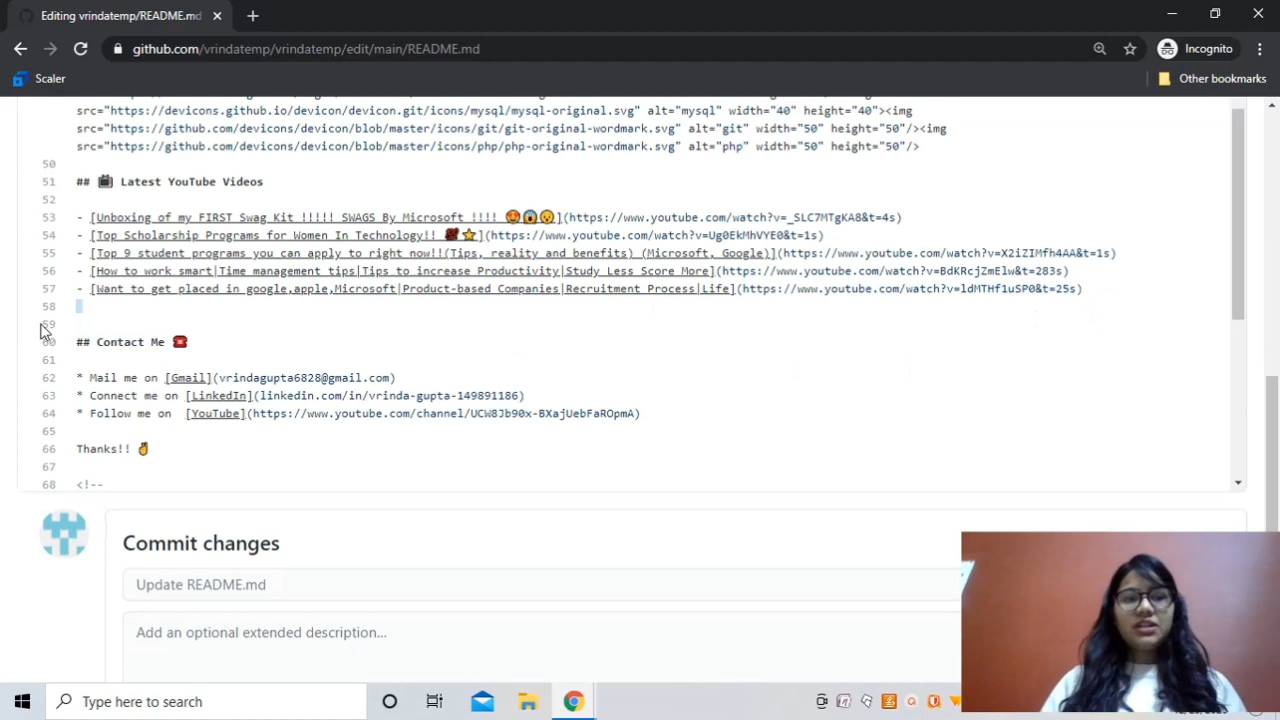 Editing vrindatemp/README.md
github.com/vrindatemp/vrindatemp/edit/main/README.md
Incognito
Scaler
Other bookmarks
src="https://devicons.github.io/devicon/devicon.git/icons/mysql/mysql-original.svg" alt="mysql" width="40" height="40"><img
src="https://github.com/devicons/devicon/blob/master/icons/git/git-original-wordmark.svg" alt="git" width="50" height="50"/><img
src="https://github.com/devicons/devicon/blob/master/icons/php/php-original-wordmark.svg" alt="php" width="50" height="50"/>
50
51 ## 📺 Latest YouTube Videos
52
53 - [Unboxing of my FIRST Swag Kit !!!!! SWAGS By Microsoft !!!! 🤩😱😮](https://www.youtube.com/watch?v=_SLC7MTgKA8&t=4s)
54 - [Top Scholarship Programs for Women In Technology!! ⭐](https://www.youtube.com/watch?v=Ug0EkMhVYE0&t=1s)
55 - [Top 9 student programs you can apply to right now!!(Tips, reality and benefits) (Microsoft, Google)](https://www.youtube.com/watch?v=X2iZIMfh4AA&t=1s)
56 - [How to work smart|Time management tips|Tips to increase Productivity|Study Less Score More](https://www.youtube.com/watch?v=BdKRcjZmElw&t=283s)
57 - [Want to get placed in google,apple,Microsoft|Product-based Companies|Recruitment Process|Life](https://www.youtube.com/watch?v=ldMTHf1uSP0&t=25s)
58
59
60 ## Contact Me ☎️
61
62 * Mail me on [Gmail](vrindagupta6828@gmail.com)
63 * Connect me on [LinkedIn](linkedin.com/in/vrinda-gupta-149891186)
64 * Follow me on [YouTube](https://www.youtube.com/channel/UCW8Jb90x-BXajUebFaROpmA)
65
66 Thanks!! ✌
67
68 <!--
Commit changes
Update README.md
Add an optional extended description...
Type here to search